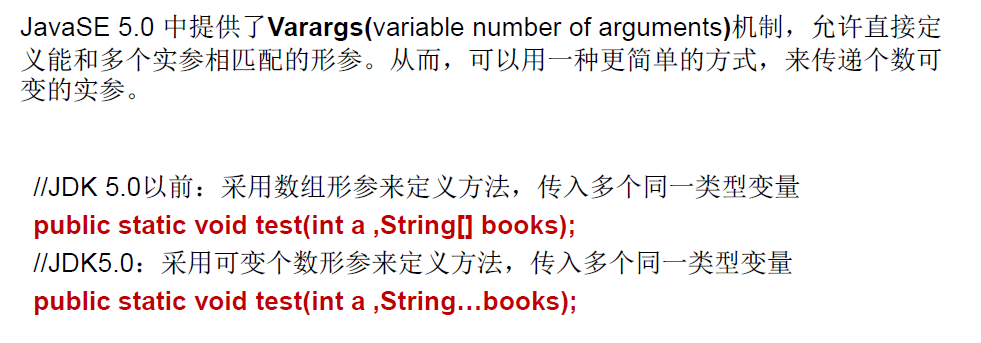 JavaSE 5.0 中提供了Varargs(variable number of arguments)机制，允许直接定
义能和多个实参相匹配的形参。从而，可以用一种更简单的方式，来传递个数可
变的实参。
//JDK 5.0以前：采用数组形参来定义方法，传入多个同一类型变量
public static void test(int a ,String[] books);
//JDK5.0：采用可变个数形参来定义方法，传入多个同一类型变量
public static void test(int a ,String…books);